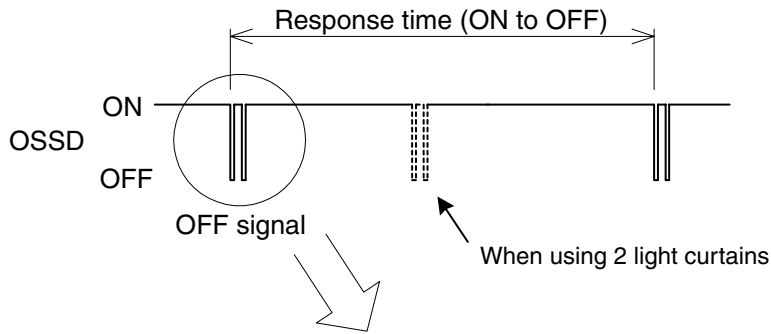 Response time (ON to OFF)
ON
OSSD
OFF
OFF signal
When using 2 light curtains